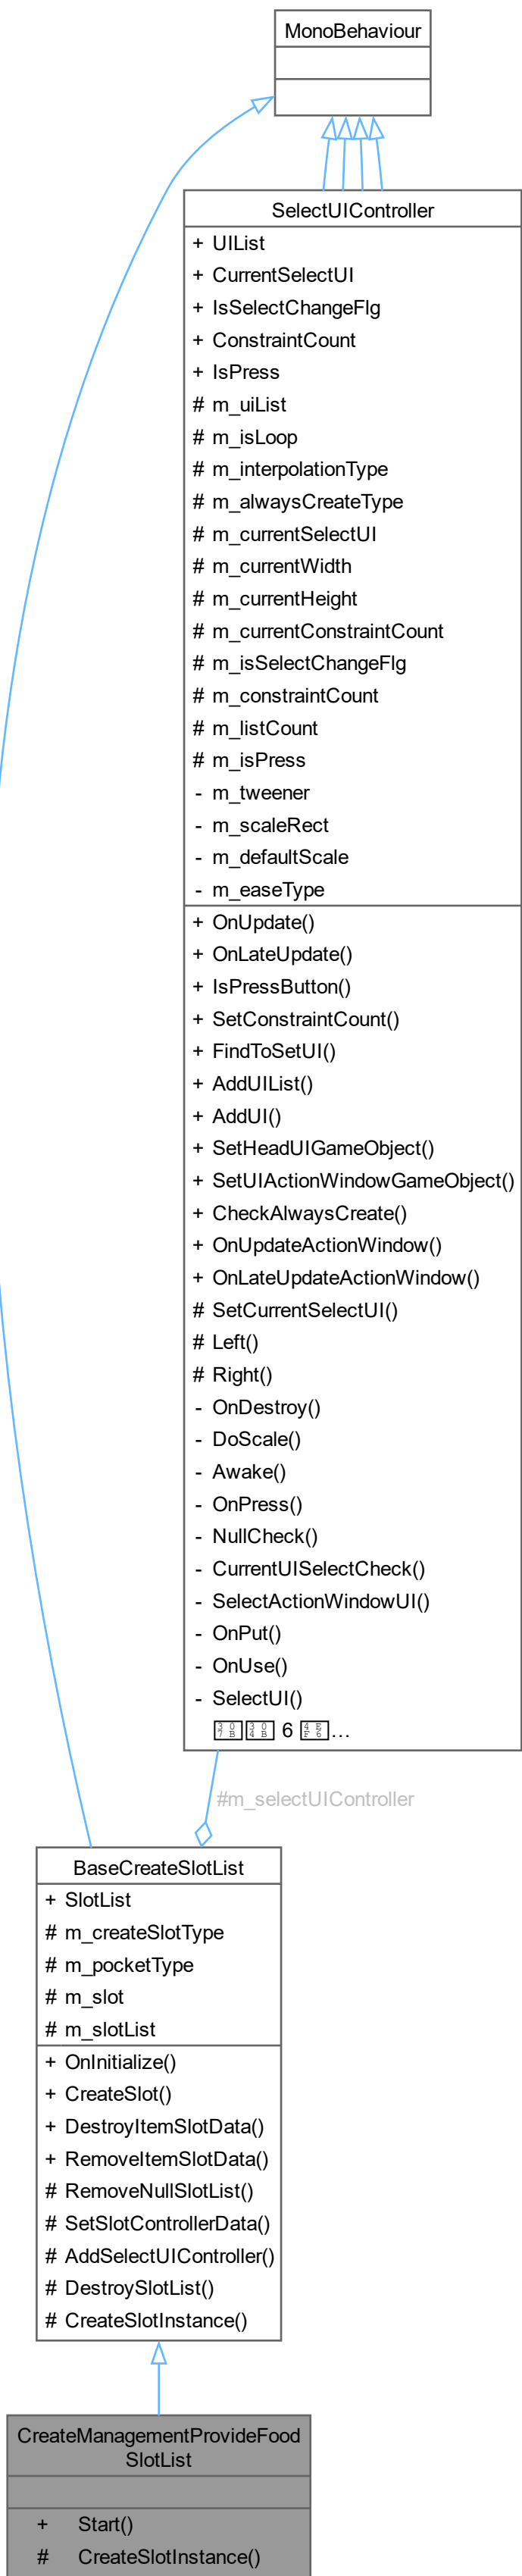 MonoBehaviour
SelectUIController
+ UIList
+ CurrentSelectUI
+ IsSelectChangeFlg
+ ConstraintCount
+ IsPress
# m_uiList
# m_isLoop
# m_interpolationType
# m_alwaysCreateType
# m_currentSelectUI
# m_currentWidth
# m_currentHeight
# m_currentConstraintCount
# m_isSelectChangeFlg
# m_constraintCount
# m_listCount
# m_isPress
- m_tweener
- m_scaleRect
- m_defaultScale
- m_easeType
+ OnUpdate()
+ OnLateUpdate()
+ IsPressButton()
+ SetConstraintCount()
+ FindToSetUI()
+ AddUIList()
+ AddUI()
+ SetHeadUIGameObject()
+ SetUIActionWindowGameObject()
+ CheckAlwaysCreate()
+ OnUpdateActionWindow()
+ OnLateUpdateActionWindow()
# SetCurrentSelectUI()
# Left()
# Right()
- OnDestroy()
- DoScale()
- Awake()
- OnPress()
- NullCheck()
- CurrentUISelectCheck()
- SelectActionWindowUI()
- OnPut()
- OnUse()
- SelectUI()
6 ...
#m_selectUIController
BaseCreateSlotList
+ SlotList
# m_createSlotType
# m_pocketType
# m_slot
# m_slotList
+ OnInitialize()
+ CreateSlot()
+ DestroyItemSlotData()
+ RemoveItemSlotData()
# RemoveNullSlotList()
# SetSlotControllerData()
# AddSelectUIController()
# DestroySlotList()
# CreateSlotInstance()
CreateManagementProvideFood
SlotList
+ Start()
# CreateSlotInstance()